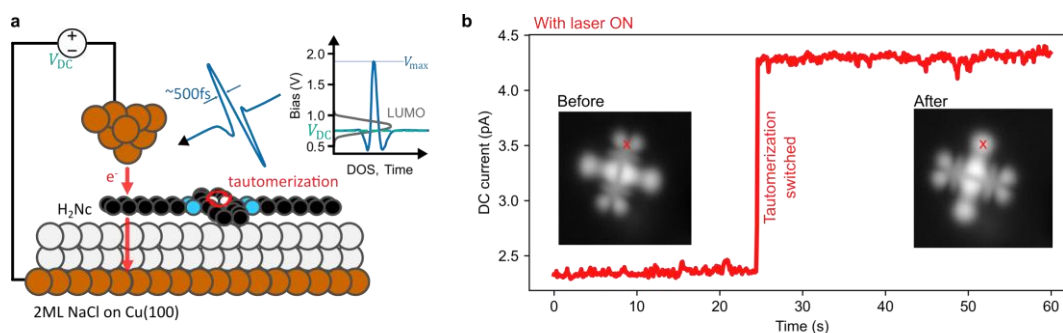 a
+
−
V_DC
~500fs
e⁻
H₂Nc
tautomerization
2ML NaCl on Cu(100)
Bias (V)
2.0
1.5
1.0
0.5
V_max
LUMO
V_DC
DOS, Time
b
With laser ON
DC current (pA)
4.5
4.0
3.5
3.0
2.5
Before
x
Tautomerization
switched
After
x
0
10
20
30
40
50
60
Time (s)